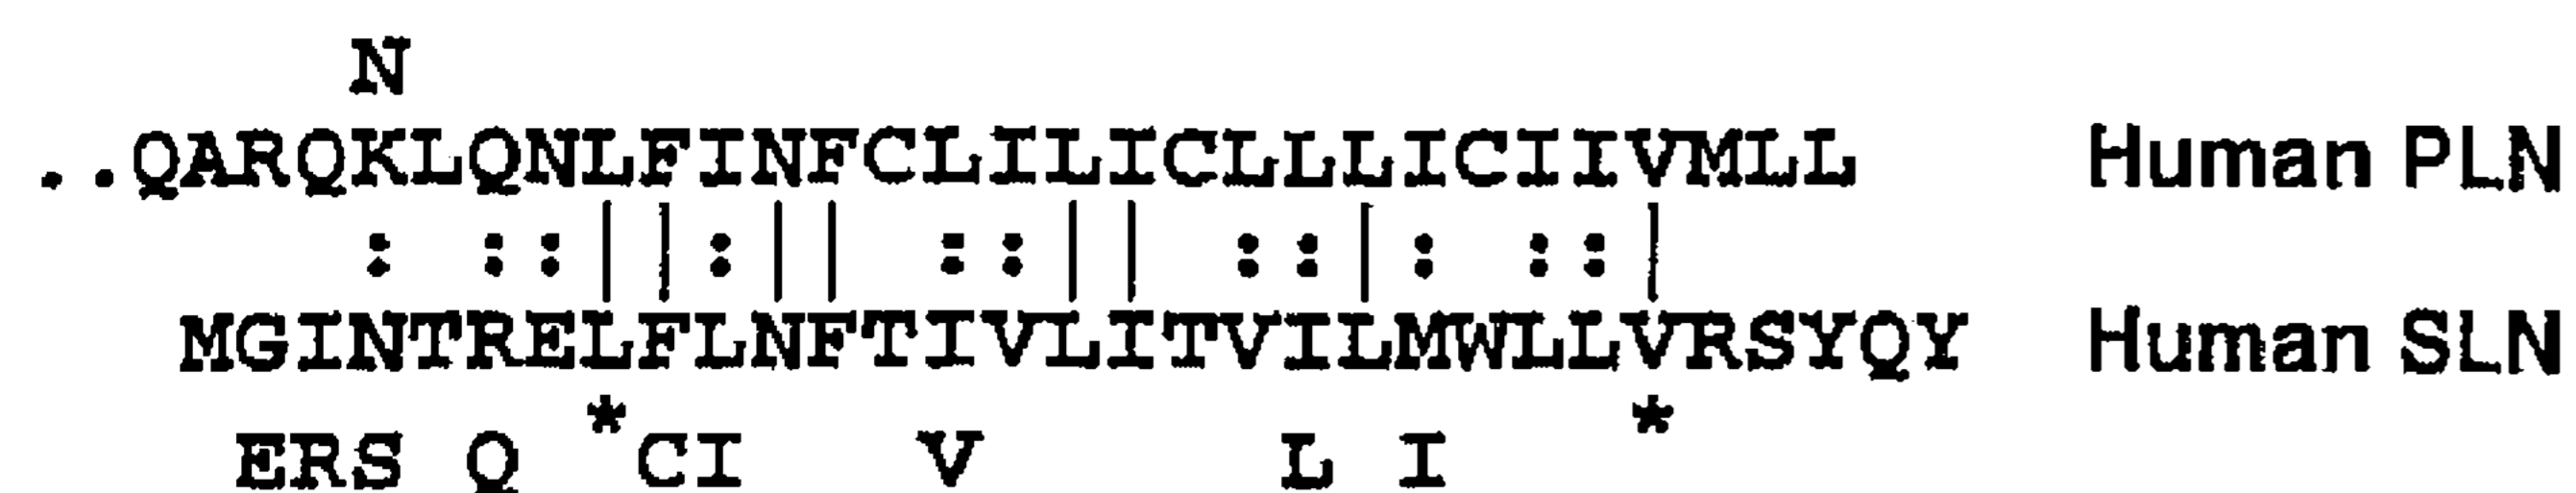 N
..QARQKLQNLFINFCLILICLLLICIIVMLL Human PLN
: ::||:|| ::|| ::|: ::|
MGINTRELFLNFTIVLITVILMWLLVRSYQY Human SLN
* *
ERS Q CI V L I